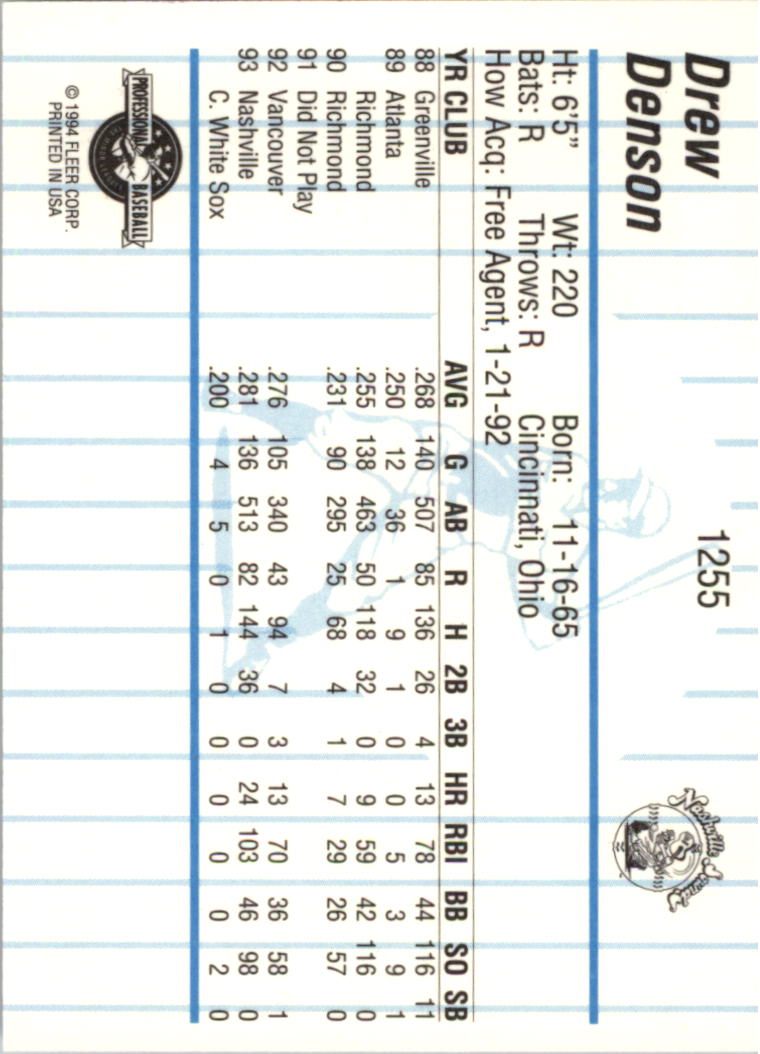 Drew
Denson
1255
Nashville Sounds
Ht: 6'5" Wt: 220 Born: 11-16-65
Bats: R Throws: R Cincinnati, Ohio
How Acq: Free Agent, 1-21-92
YR CLUB AVG G AB R H 2B 3B HR RBI BB SO SB
88 Greenville .268 140 507 85 136 26 4 13 78 44 116 11
89 Atlanta .250 12 36 1 9 1 0 0 5 3 9 1
Richmond .255 138 463 50 118 32 0 9 59 42 116 0
90 Richmond .231 90 295 25 68 4 1 7 29 26 57 0
91 Did Not Play
92 Vancouver .276 105 340 43 94 7 3 13 70 36 58 1
93 Nashville .281 136 513 82 144 36 0 24 103 46 98 0
C. White Sox .200 4 5 0 1 0 0 0 0 0 2 0
PROFESSIONAL BASEBALL
© 1994 FLEER CORP.
PRINTED IN USA